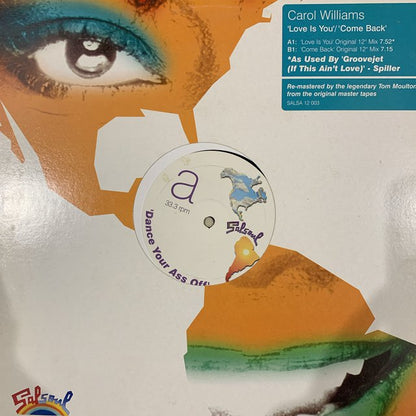 Carol Williams
'Love Is You'/'Come Back'
A1: 'Love Is You' Original 12" Mix 7.52*
B1: 'Come Back' Original 12" Mix 7.15
*As Used By 'Groovejet
(If This Ain't Love)' - Spiller
Re-mastered by the legendary Tom Moulton
from the original master tapes
SALSA 12 003
a
33.3 rpm
'Dance Your Ass Off!'
Salsoul
Salsoul